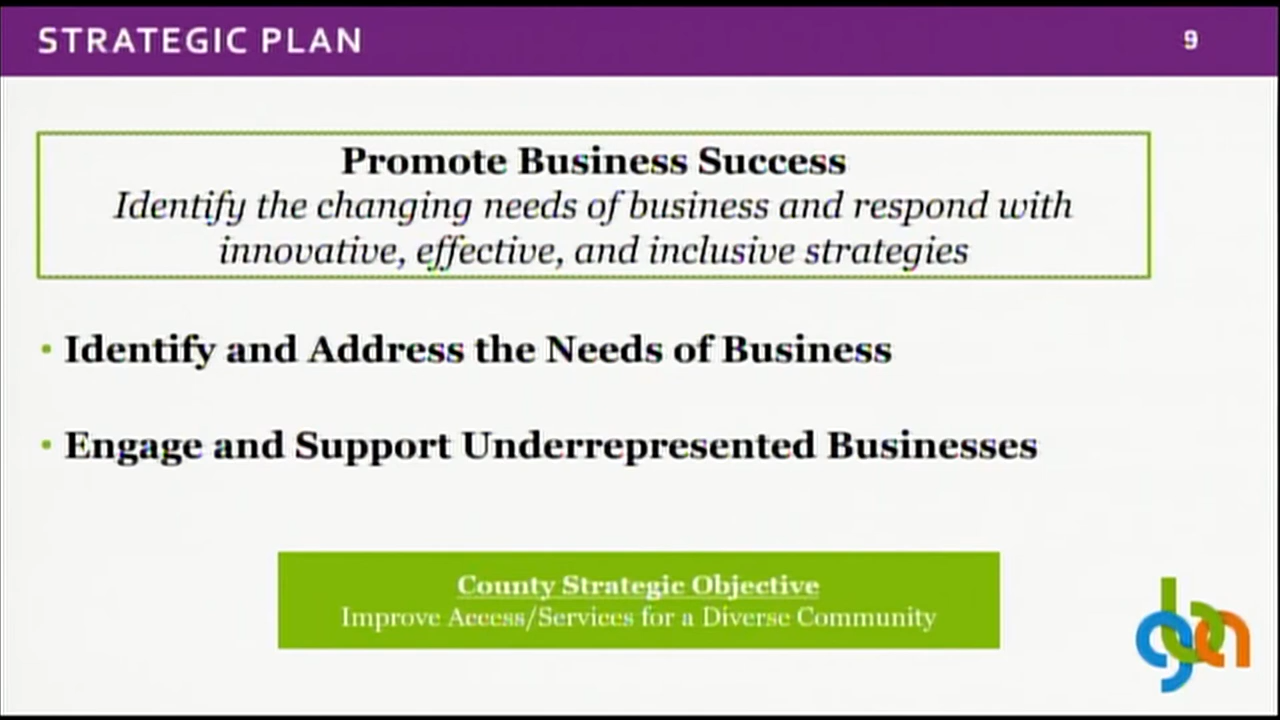 STRATEGIC PLAN
9
Promote Business Success
Identify the changing needs of business and respond with
innovative, effective, and inclusive strategies
• Identify and Address the Needs of Business
• Engage and Support Underrepresented Businesses
County Strategic Objective
Improve Access/Services for a Diverse Community
gba